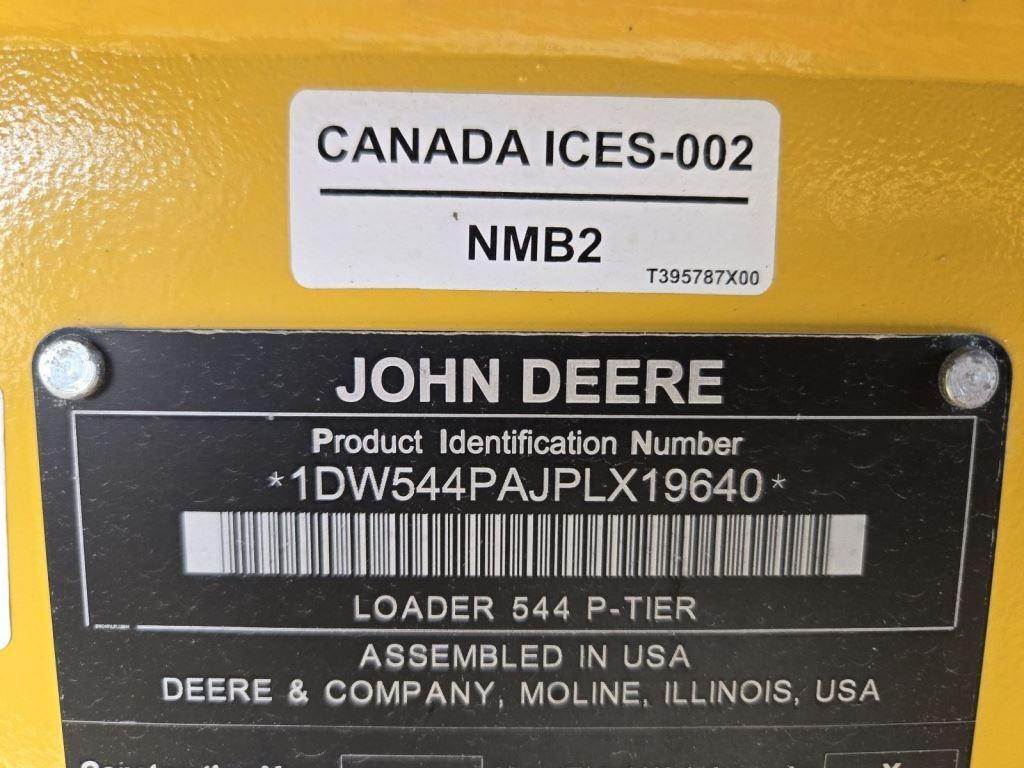 CANADA ICES-002
NMB2
T395787X00
JOHN DEERE
Product Identification Number
*1DW544PAJPLX19640*
LOADER 544 P-TIER
ASSEMBLED IN USA
DEERE & COMPANY, MOLINE, ILLINOIS, USA